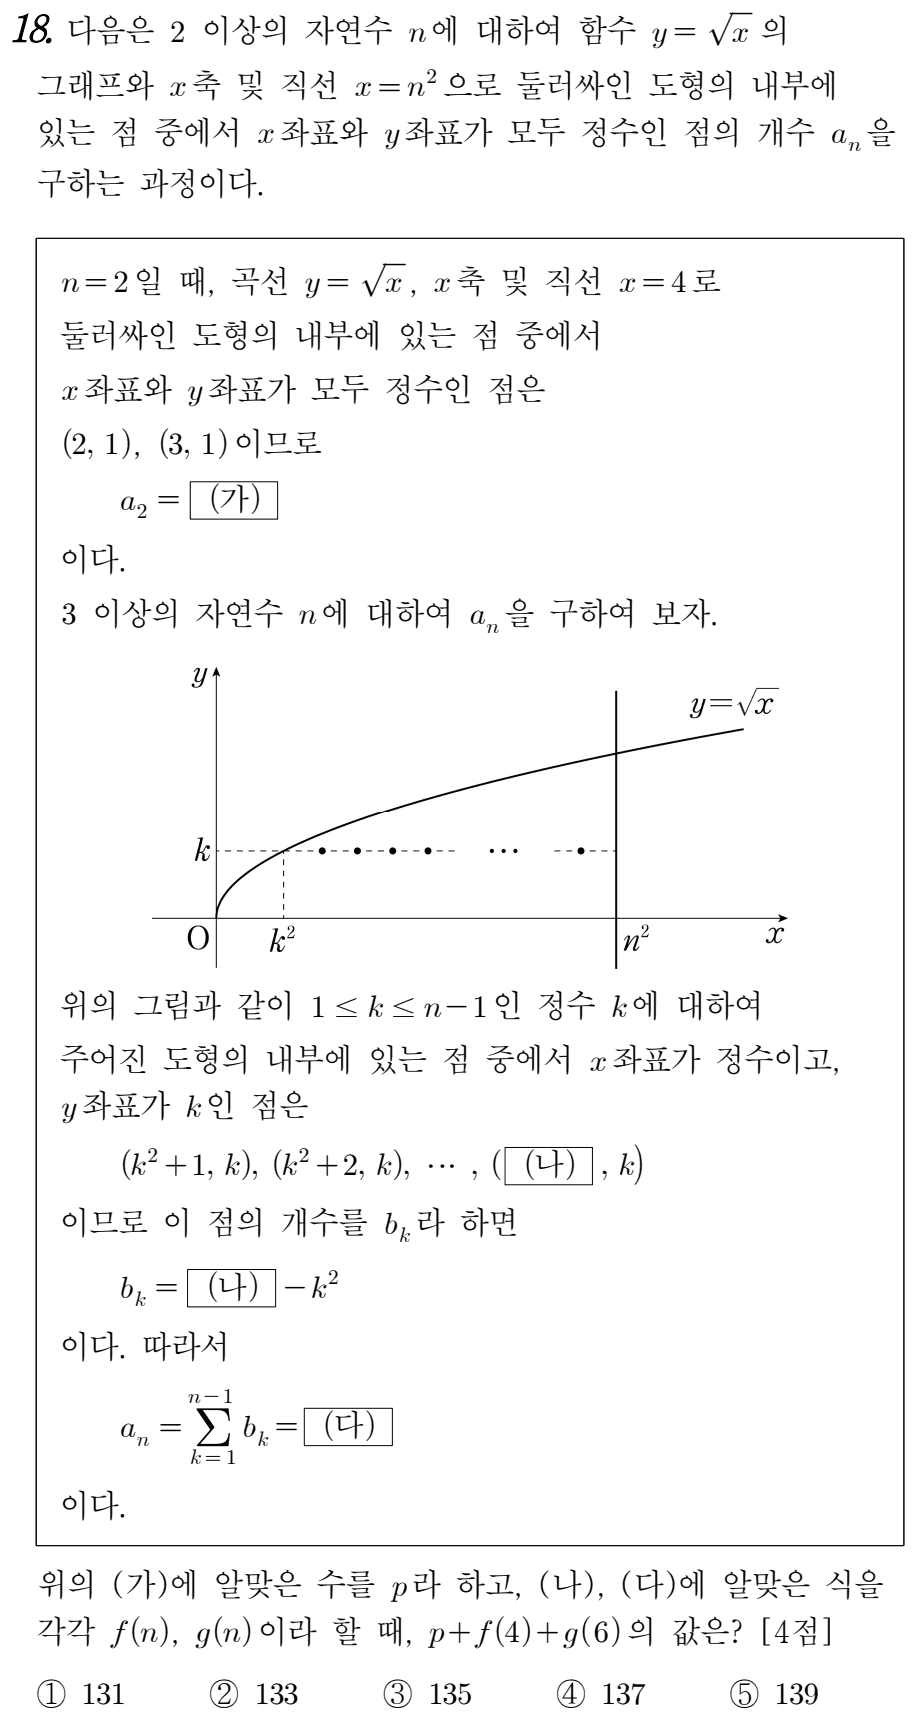 18. 다음은 2 이상의 자연수 n에 대하여 함수 y=√x 의
그래프와 x축 및 직선 x=n²으로 둘러싸인 도형의 내부에
있는 점 중에서 x좌표와 y좌표가 모두 정수인 점의 개수 aₙ을
구하는 과정이다.
n=2일 때, 곡선 y=√x, x축 및 직선 x=4로
둘러싸인 도형의 내부에 있는 점 중에서
x좌표와 y좌표가 모두 정수인 점은
(2, 1), (3, 1)이므로
a₂ = (가)
이다.
3 이상의 자연수 n에 대하여 aₙ을 구하여 보자.
y
y=√x
k
O k² n² x
위의 그림과 같이 1≤k≤n-1인 정수 k에 대하여
주어진 도형의 내부에 있는 점 중에서 x좌표가 정수이고,
y좌표가 k인 점은
(k²+1, k), (k²+2, k), ⋯, ( (나) , k)
이므로 이 점의 개수를 bₖ라 하면
bₖ = (나) -k²
이다. 따라서
n-1
aₙ = ∑ bₖ = (다)
k=1
이다.
위의 (가)에 알맞은 수를 p라 하고, (나), (다)에 알맞은 식을
각각 f(n), g(n)이라 할 때, p+f(4)+g(6)의 값은? [4점]
① 131 ② 133 ③ 135 ④ 137 ⑤ 139